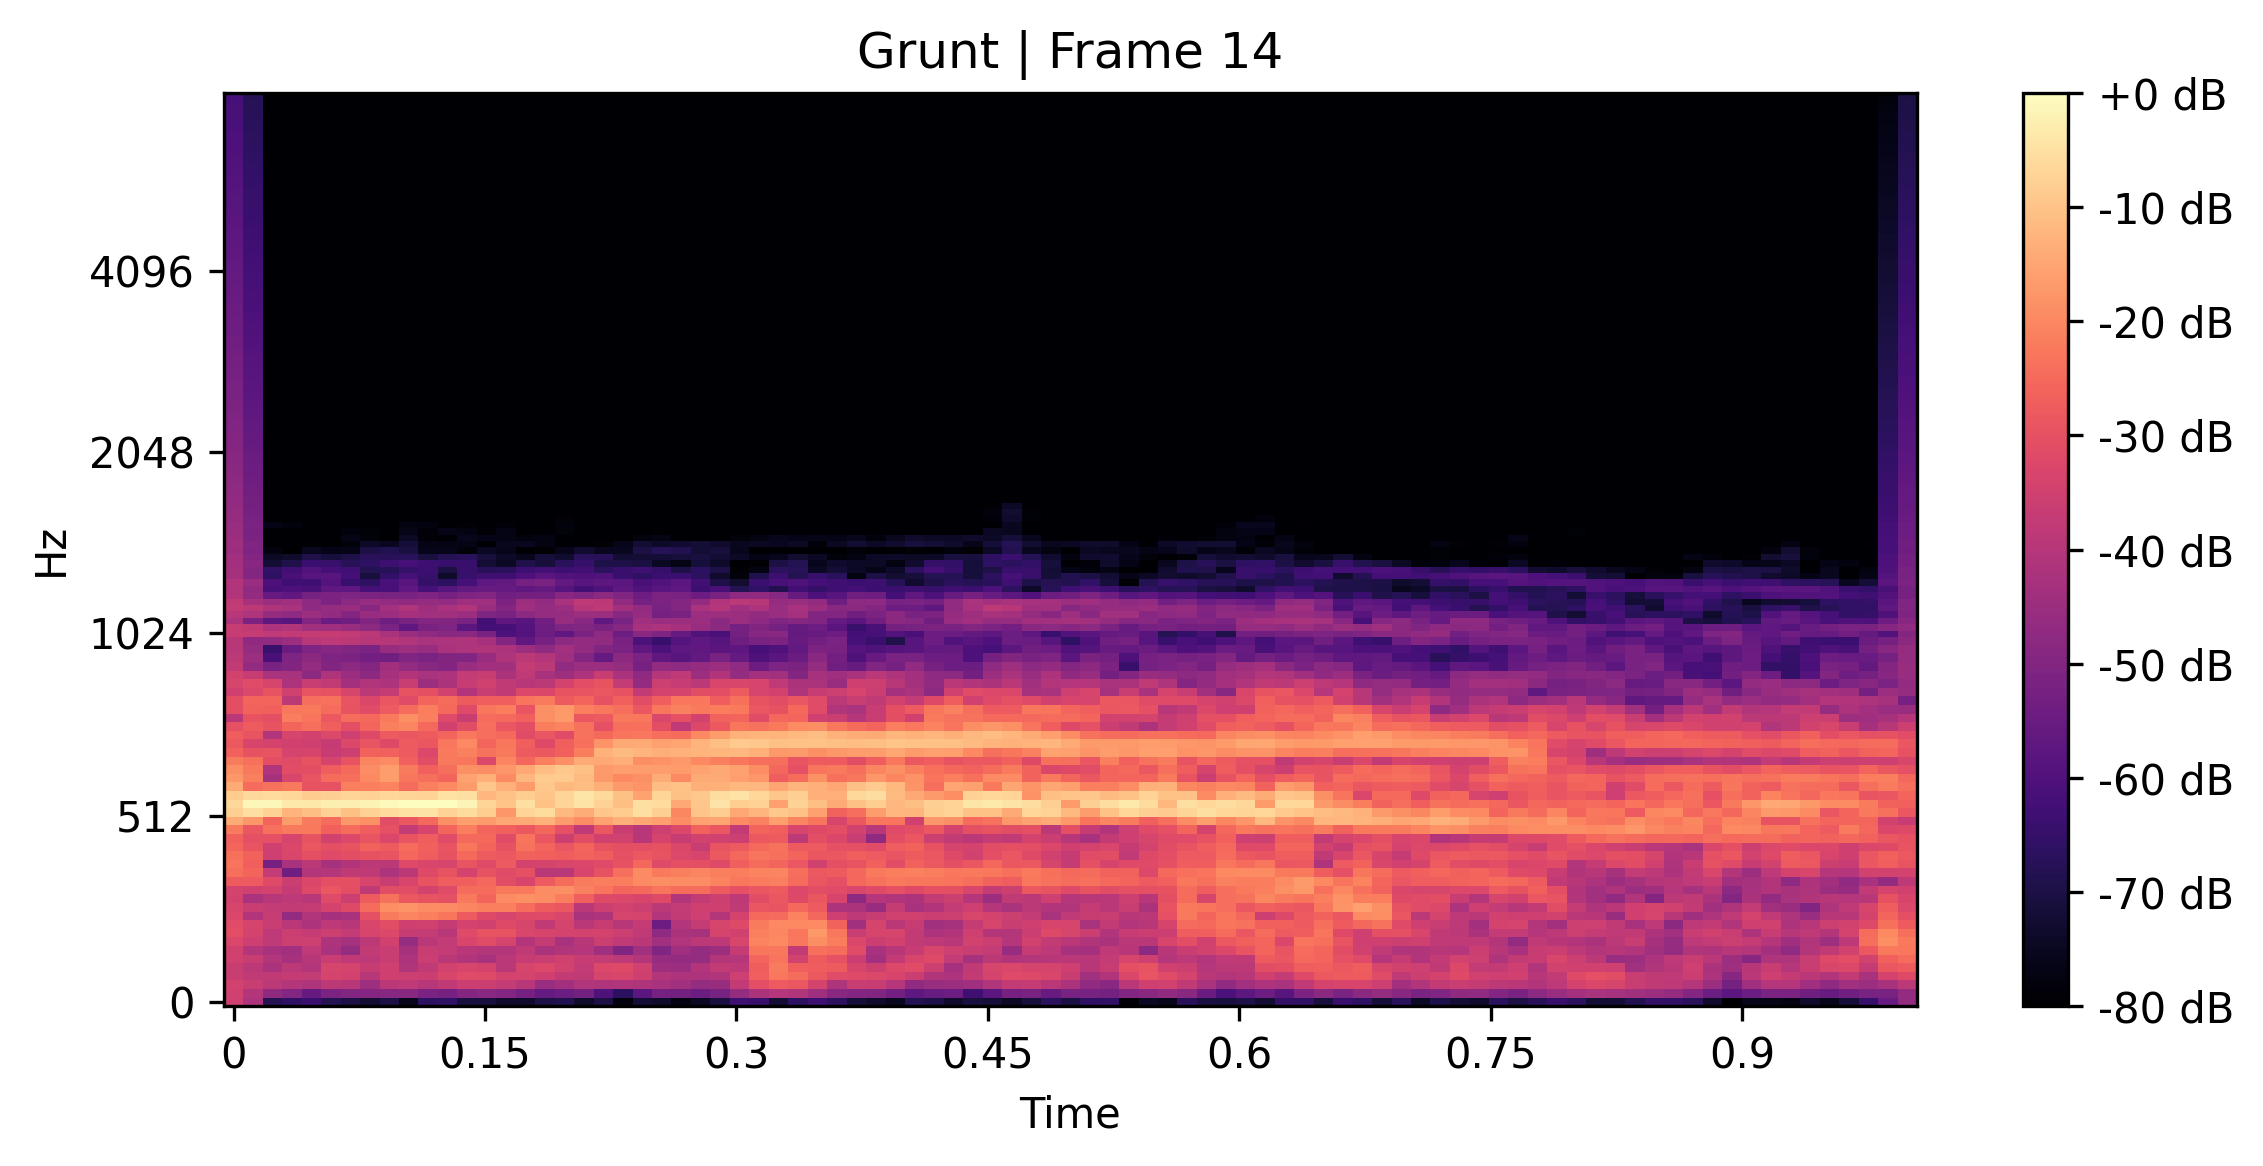 Grunt | Frame 14
Hz
4096
2048
1024
512
0
0 0.15 0.3 0.45 0.6 0.75 0.9
Time
+0 dB
-10 dB
-20 dB
-30 dB
-40 dB
-50 dB
-60 dB
-70 dB
-80 dB